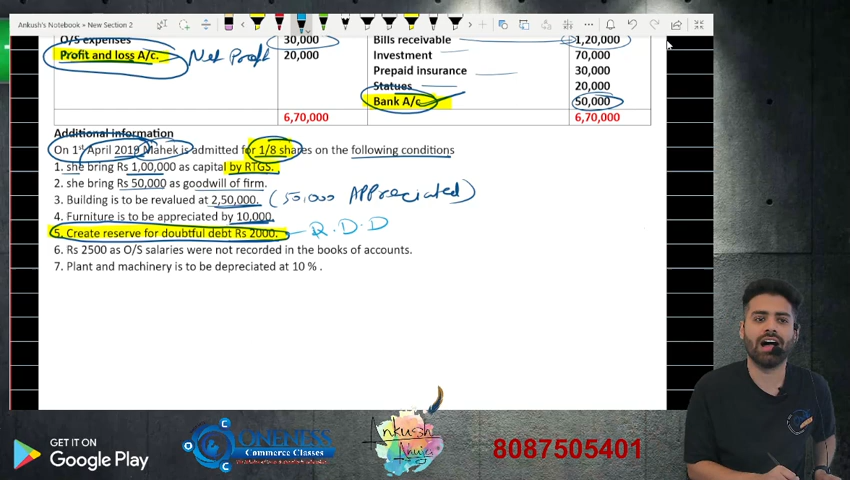 Ankush's Notebook » New Section 2
O/S expenses 30,000 Bills receivable 1,20,000
Profit and loss A/c. Net Profit 20,000 Investment 70,000
Prepaid insurance 30,000
Statues 20,000
Bank A/c 50,000
6,70,000 6,70,000
Additional information
On 1st April 2019 Mahek is admitted for 1/8 shares on the following conditions
1. she bring Rs 1,00,000 as capital by RTGS.
2. she bring Rs 50,000 as goodwill of firm.
3. Building is to be revalued at 2,50,000. (50,000 Appreciated)
4. Furniture is to be appreciated by 10,000.
5. Create reserve for doubtful debt Rs 2000. R.D.D
6. Rs 2500 as O/S salaries were not recorded in the books of accounts.
7. Plant and machinery is to be depreciated at 10 % .
GET IT ON
Google Play
O C C
ONENESS
Commerce Classes
Ankush
Ahuja
8087505401